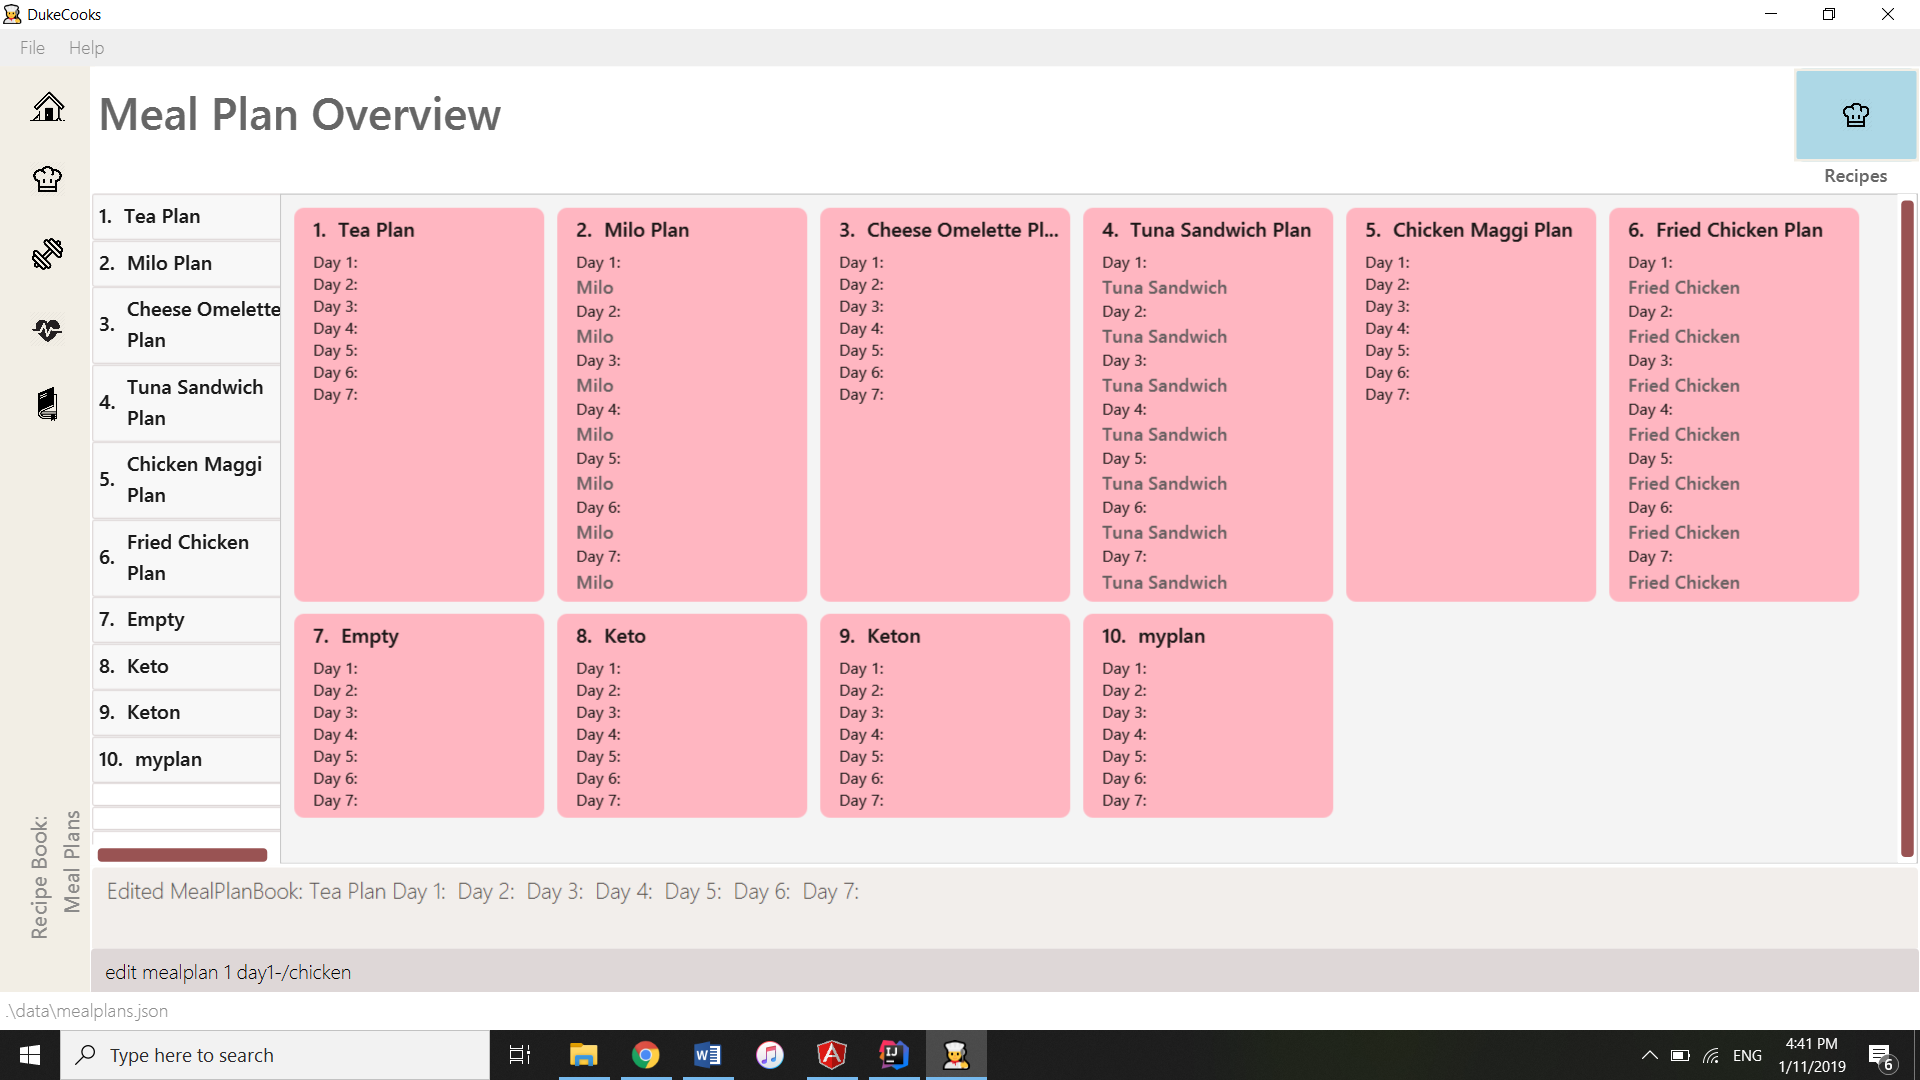 DukeCooks
File Help
Meal Plan Overview
Recipes
1. Tea Plan
2. Milo Plan
3. Cheese Omelette
Plan
4. Tuna Sandwich
Plan
5. Chicken Maggi
Plan
6. Fried Chicken
Plan
7. Empty
8. Keto
9. Keton
10. myplan
1. Tea Plan
Day 1:
Day 2:
Day 3:
Day 4:
Day 5:
Day 6:
Day 7:
2. Milo Plan
Day 1:
Milo
Day 2:
Milo
Day 3:
Milo
Day 4:
Milo
Day 5:
Milo
Day 6:
Milo
Day 7:
Milo
3. Cheese Omelette Pl...
Day 1:
Day 2:
Day 3:
Day 4:
Day 5:
Day 6:
Day 7:
4. Tuna Sandwich Plan
Day 1:
Tuna Sandwich
Day 2:
Tuna Sandwich
Day 3:
Tuna Sandwich
Day 4:
Tuna Sandwich
Day 5:
Tuna Sandwich
Day 6:
Tuna Sandwich
Day 7:
Tuna Sandwich
5. Chicken Maggi Plan
Day 1:
Day 2:
Day 3:
Day 4:
Day 5:
Day 6:
Day 7:
6. Fried Chicken Plan
Day 1:
Fried Chicken
Day 2:
Fried Chicken
Day 3:
Fried Chicken
Day 4:
Fried Chicken
Day 5:
Fried Chicken
Day 6:
Fried Chicken
Day 7:
Fried Chicken
7. Empty
Day 1:
Day 2:
Day 3:
Day 4:
Day 5:
Day 6:
Day 7:
8. Keto
Day 1:
Day 2:
Day 3:
Day 4:
Day 5:
Day 6:
Day 7:
9. Keton
Day 1:
Day 2:
Day 3:
Day 4:
Day 5:
Day 6:
Day 7:
10. myplan
Day 1:
Day 2:
Day 3:
Day 4:
Day 5:
Day 6:
Day 7:
Recipe Book:
Meal Plans
Edited MealPlanBook: Tea Plan Day 1: Day 2: Day 3: Day 4: Day 5: Day 6: Day 7:
edit mealplan 1 day1-/chicken
.\data\mealplans.json
Type here to search
W
IJ
ENG
4:41 PM
1/11/2019
6